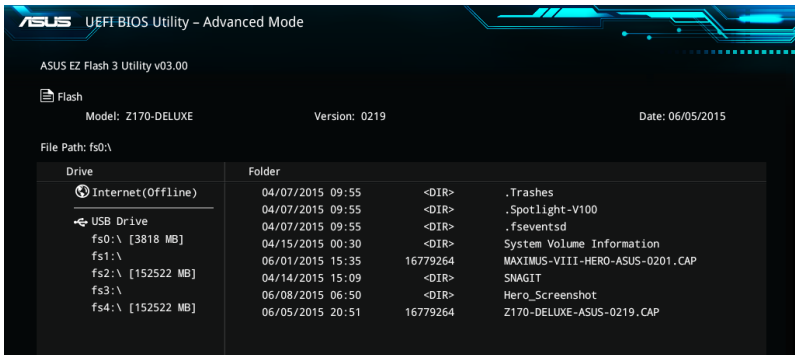 ASUS UEFI BIOS Utility – Advanced Mode
ASUS EZ Flash 3 Utility v03.00
Flash
Model: Z170-DELUXE Version: 0219 Date: 06/05/2015
File Path: fs0:\
Drive Folder
Internet(Offline) 04/07/2015 09:55 <DIR> .Trashes
04/07/2015 09:55 <DIR> .Spotlight-V100
USB Drive 04/07/2015 09:55 <DIR> .fseventsd
fs0:\ [3818 MB] 04/15/2015 00:30 <DIR> System Volume Information
fs1:\ 06/01/2015 15:35 16779264 MAXIMUS-VIII-HERO-ASUS-0201.CAP
fs2:\ [152522 MB] 04/14/2015 15:09 <DIR> SNAGIT
fs3:\ 06/08/2015 06:50 <DIR> Hero_Screenshot
fs4:\ [152522 MB] 06/05/2015 20:51 16779264 Z170-DELUXE-ASUS-0219.CAP